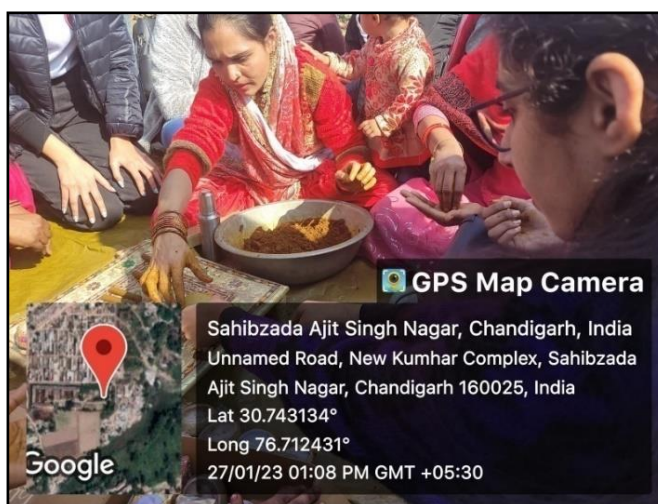 GPS Map Camera
Sahibzada Ajit Singh Nagar, Chandigarh, India
Unnamed Road, New Kumhar Complex, Sahibzada
Ajit Singh Nagar, Chandigarh 160025, India
Lat 30.743134°
Long 76.712431°
27/01/23 01:08 PM GMT +05:30
Google